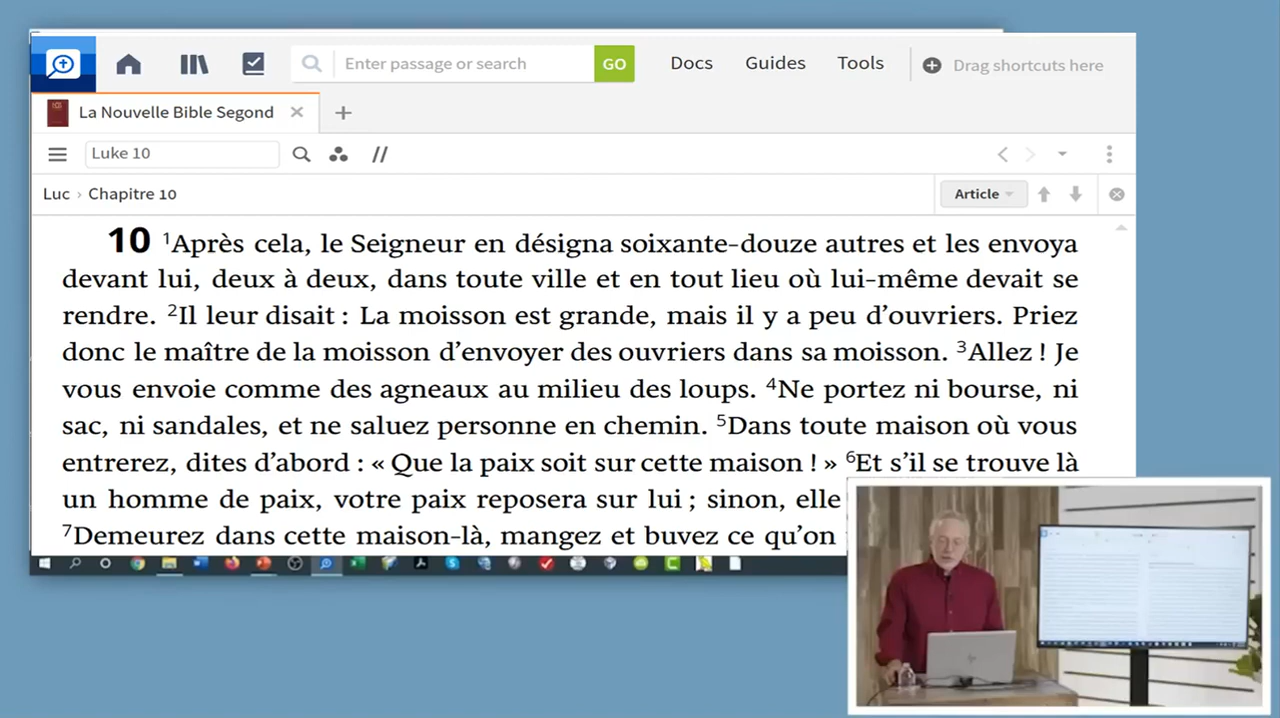 Enter passage or search
GO
Docs
Guides
Tools
Drag shortcuts here
La Nouvelle Bible Segond
Luke 10
Luc › Chapitre 10
Article
10 1Après cela, le Seigneur en désigna soixante-douze autres et les envoya
devant lui, deux à deux, dans toute ville et en tout lieu où lui-même devait se
rendre. 2Il leur disait : La moisson est grande, mais il y a peu d’ouvriers. Priez
donc le maître de la moisson d’envoyer des ouvriers dans sa moisson. 3Allez ! Je
vous envoie comme des agneaux au milieu des loups. 4Ne portez ni bourse, ni
sac, ni sandales, et ne saluez personne en chemin. 5Dans toute maison où vous
entrerez, dites d’abord : « Que la paix soit sur cette maison ! » 6Et s’il se trouve là
un homme de paix, votre paix reposera sur lui ; sinon, elle
7Demeurez dans cette maison-là, mangez et buvez ce qu’on